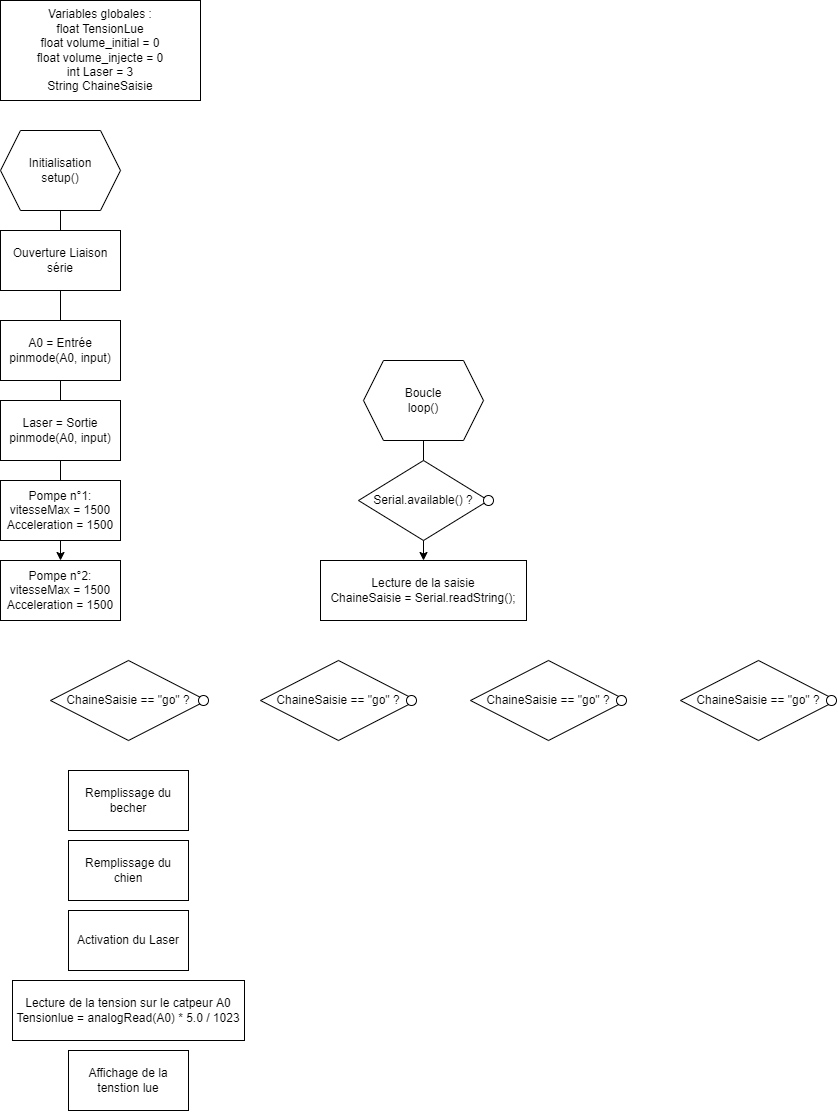 Variables globales :
float TensionLue
float volume_initial = 0
float volume_injecte = 0
int Laser = 3
String ChaineSaisie
Initialisation
setup()
Ouverture Liaison
série
A0 = Entrée
pinmode(A0, input)
Laser = Sortie
pinmode(A0, input)
Pompe n°1:
vitesseMax = 1500
Acceleration = 1500
Pompe n°2:
vitesseMax = 1500
Acceleration = 1500
Boucle
loop()
Serial.available() ?
Lecture de la saisie
ChaineSaisie = Serial.readString();
ChaineSaisie == "go" ?
ChaineSaisie == "go" ?
ChaineSaisie == "go" ?
ChaineSaisie == "go" ?
Remplissage du
becher
Remplissage du
chien
Activation du Laser
Lecture de la tension sur le catpeur A0
Tensionlue = analogRead(A0) * 5.0 / 1023
Affichage de la
tenstion lue